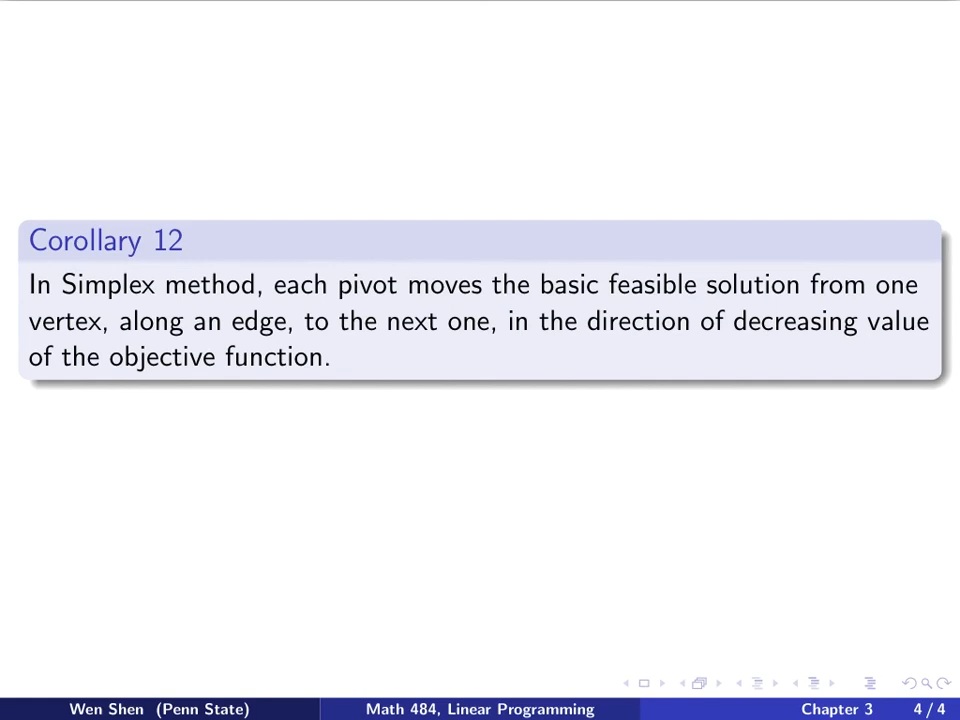 Corollary 12
In Simplex method, each pivot moves the basic feasible solution from one
vertex, along an edge, to the next one, in the direction of decreasing value
of the objective function.
Wen Shen (Penn State)
Math 484, Linear Programming
Chapter 3
4 / 4